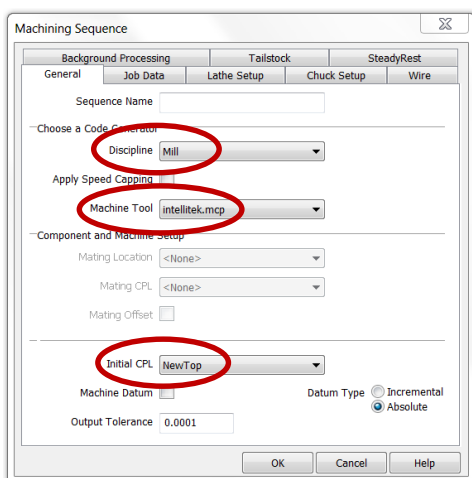 Machining Sequence
Background Processing Tailstock SteadyRest
General Job Data Lathe Setup Chuck Setup Wire
Sequence Name
Choose a Code Generator
Discipline Mill
Apply Speed Capping
Machine Tool intellitek.mcp
Component and Machine Setup
Mating Location <None>
Mating CPL <None>
Mating Offset
Initial CPL NewTop
Machine Datum Datum Type Incremental
Absolute
Output Tolerance 0.0001
OK Cancel Help